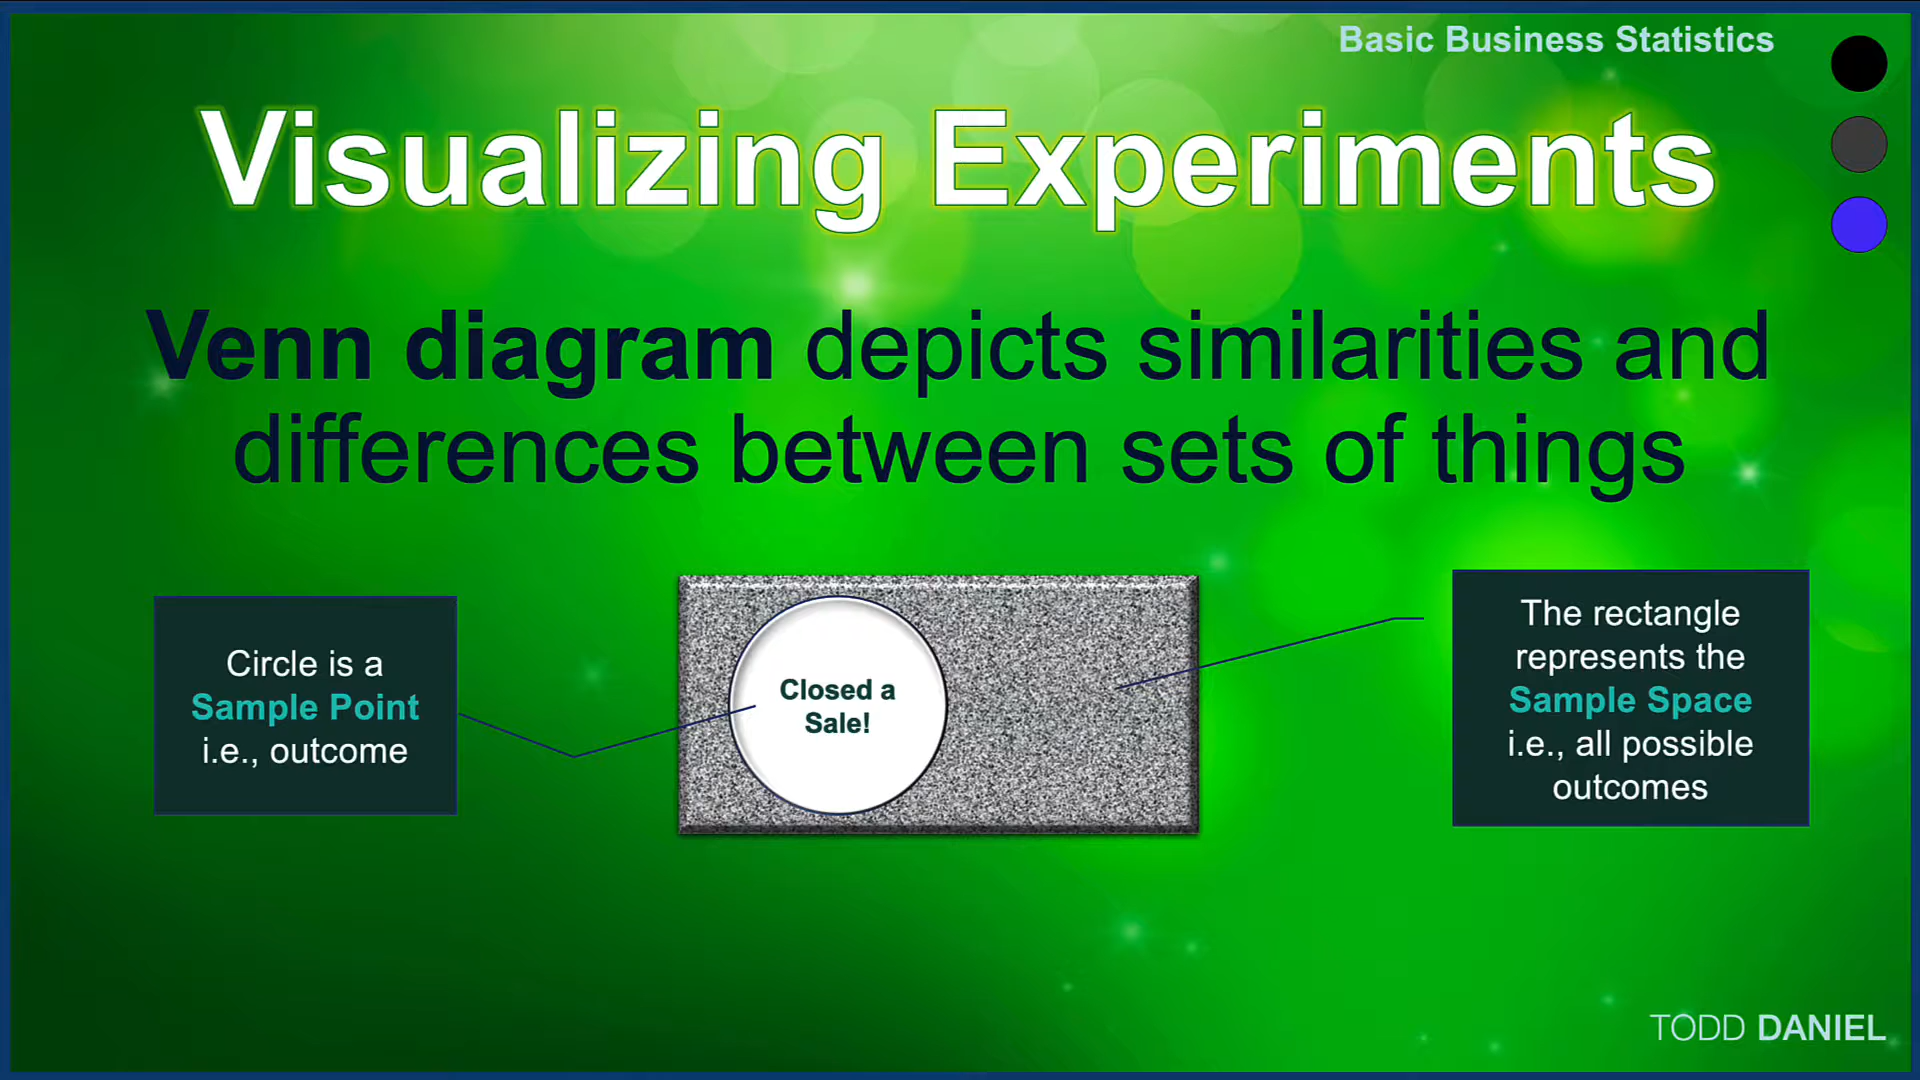 Basic Business Statistics
Visualizing Experiments
Venn diagram depicts similarities and
differences between sets of things
Circle is a
Sample Point
i.e., outcome
Closed a
Sale!
The rectangle
represents the
Sample Space
i.e., all possible
outcomes
TODD DANIEL